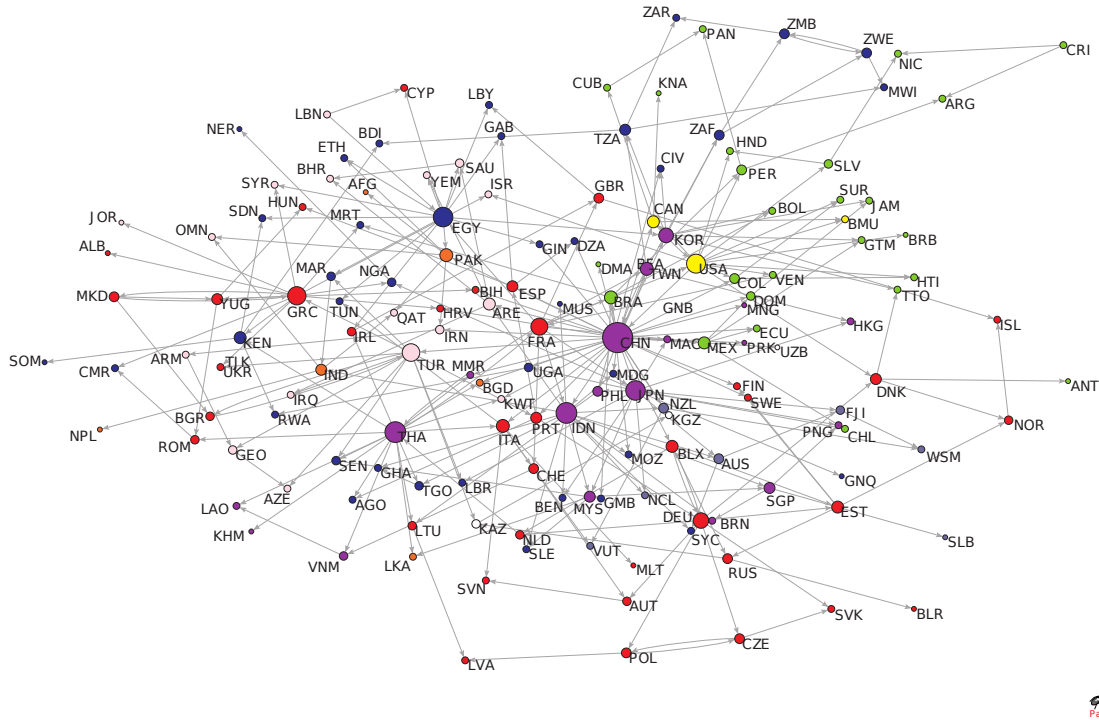 ZAR
PAN
ZMB
ZWE
NIC
CRI
CUB
KNA
MWI
ARG
CYP
LBN
LBY
GAB
TZA
ZAF
HND
NER
BDI
ETH
BHR
AFG
YEM
SAU
ISR
CIV
PER
SLV
SYR
HUN
GBR
SUR
JAM
SDN
MRT
EGY
CAN
KOR
BOL
BMU
JOR
OMN
GIN
DZA
GTM
BRB
ALB
PAK
TWN
USA
MAR
NGA
DMA
COL
VEN
HTI
TTO
MKD
YUG
GRC
TUN
BIH
ESP
ARE
MUS
BRA
GNB
DOM
MNG
QAT
HRV
IRN
FRA
HKG
ISL
KEN
IRL
CHN
MAC
MEX
ECU
PRK
UZB
SOM
ARM
TUR
CMR
UKR
IND
MMR
UGA
MDG
BGD
KWT
PHL
JPN
FIN
SWE
DNK
ANT
IRQ
RWA
NZL
KGZ
FJI
NPL
BGR
THA
ITA
PRT
IDN
PNG
CHL
NOR
ROM
GEO
MOZ
BLX
AUS
WSM
SEN
GHA
CHE
GNQ
AZE
AGO
TGO
LBR
BEN
MYS
GMB
NCL
SGP
LAO
EST
KHM
LTU
KAZ
NLD
DEU
BRN
SYC
SLB
VNM
LKA
SLE
VUT
RUS
SVN
MLT
AUT
SVK
BLR
CZE
LVA
POL